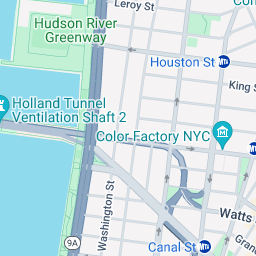 Leroy St
Hudson River
Greenway
Houston St
King S
Holland Tunnel
Ventilation Shaft 2
Color Factory NYC
Washington St
Watts
9A
Canal St